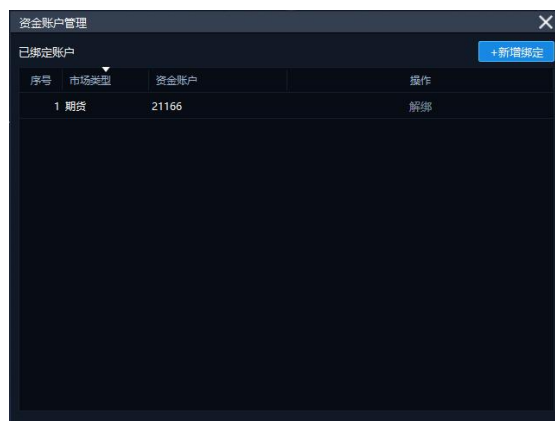 资金账户管理
已绑定账户 +新增绑定
序号 市场类型 资金账户 操作
1 期货 21166 解绑